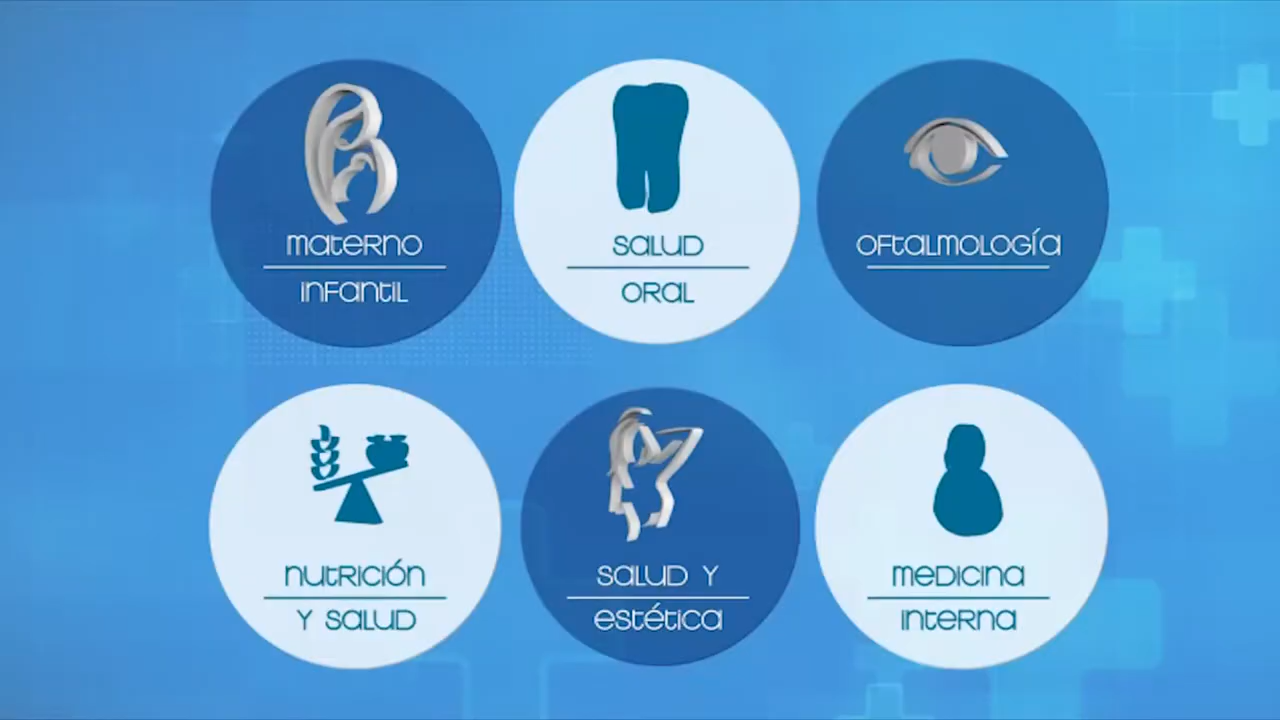 Materno
Infantil
Salud
Oral
Oftalmología
Nutrición
y Salud
Salud y
Estética
Medicina
Interna